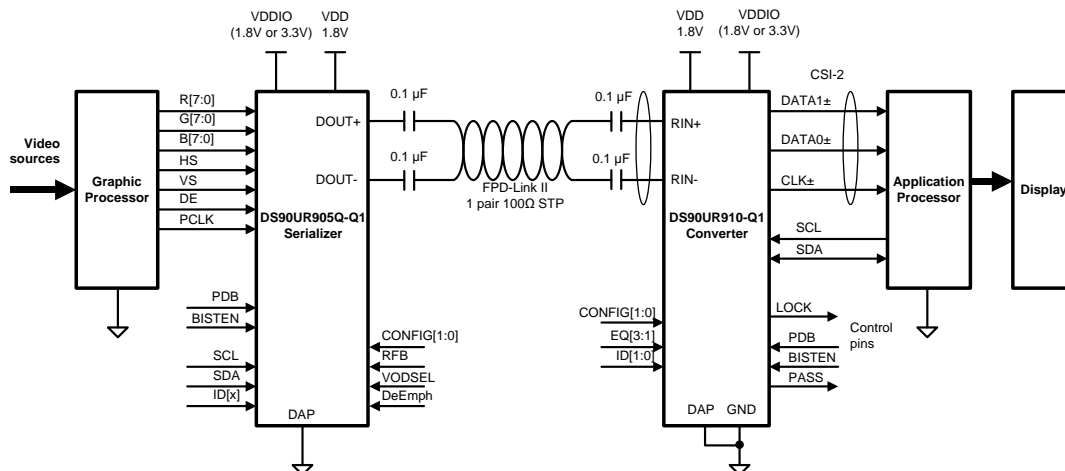 VDDIO
(1.8V or 3.3V)
VDD
1.8V
VDD
1.8V
VDDIO
(1.8V or 3.3V)
Video
sources
Graphic
Processor
R[7:0]
G[7:0]
B[7:0]
HS
VS
DE
PCLK
DOUT+
DOUT-
DS90UR905Q-Q1
Serializer
PDB
BISTEN
SCL
SDA
ID[x]
CONFIG[1:0]
RFB
VODSEL
DeEmph
DAP
0.1 µF
0.1 µF
0.1 µF
0.1 µF
FPD-Link II
1 pair 100Ω STP
RIN+
RIN-
DS90UR910-Q1
Converter
CONFIG[1:0]
EQ[3:1]
ID[1:0]
DAP
GND
CSI-2
DATA1±
DATA0±
CLK±
SCL
SDA
LOCK
PDB
BISTEN
PASS
Control
pins
Application
Processor
Display